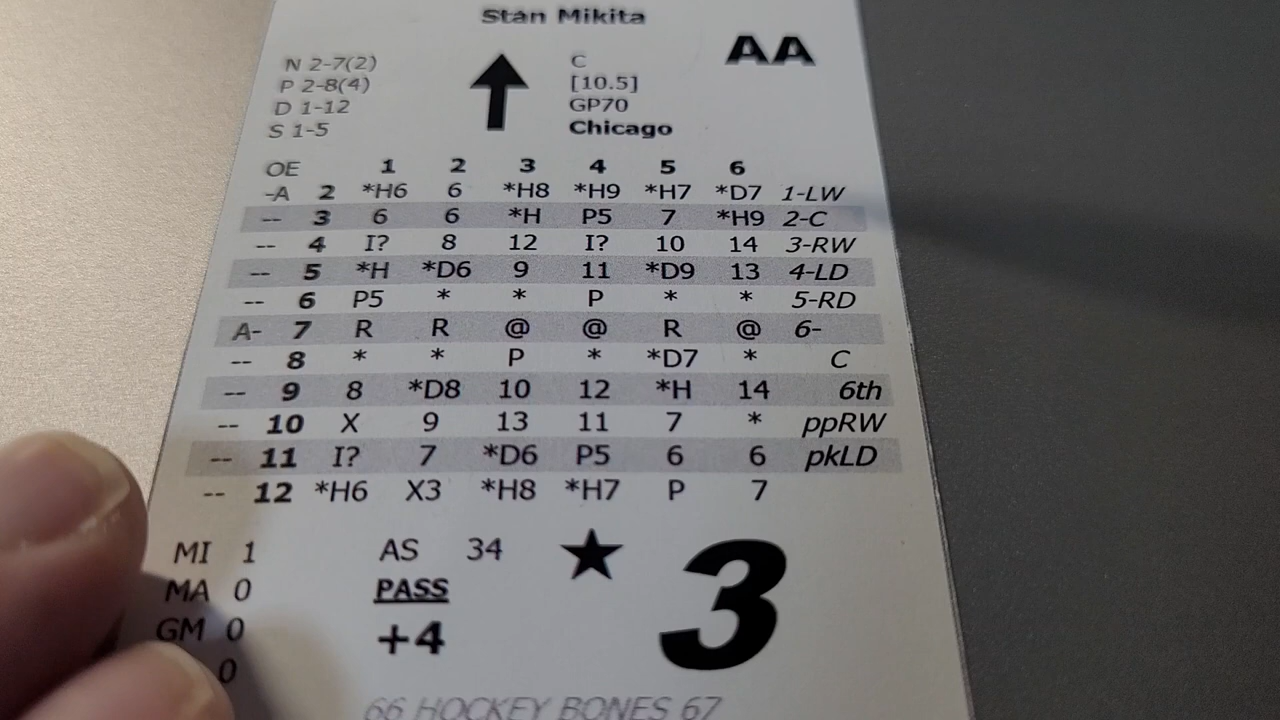 Stan Mikita
AA
N 2-7(2) C
P 2-8(4) [10.5]
D 1-12 GP70
S 1-5 Chicago
OE 1 2 3 4 5 6
-A 2 *H6 6 *H8 *H9 *H7 *D7 1-LW
-- 3 6 6 *H P5 7 *H9 2-C
-- 4 I? 8 12 I? 10 14 3-RW
-- 5 *H *D6 9 11 *D9 13 4-LD
-- 6 P5 * * P * * 5-RD
A- 7 R R @ @ R @ 6-
-- 8 * * P * *D7 * C
-- 9 8 *D8 10 12 *H 14 6th
-- 10 X 9 13 11 7 * ppRW
-- 11 I? 7 *D6 P5 6 6 pkLD
-- 12 *H6 X3 *H8 *H7 P 7
MI 1 AS 34 ★ 3
MA 0 PASS
GM 0 +4
0
66 HOCKEY BONES 67